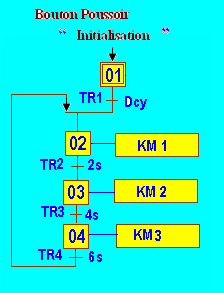 Bouton Poussoir
“ Initialisation ”
01
TR1 Dcy
02 KM 1
TR2 2s
03 KM 2
TR3 4s
04 KM3
TR4 6s